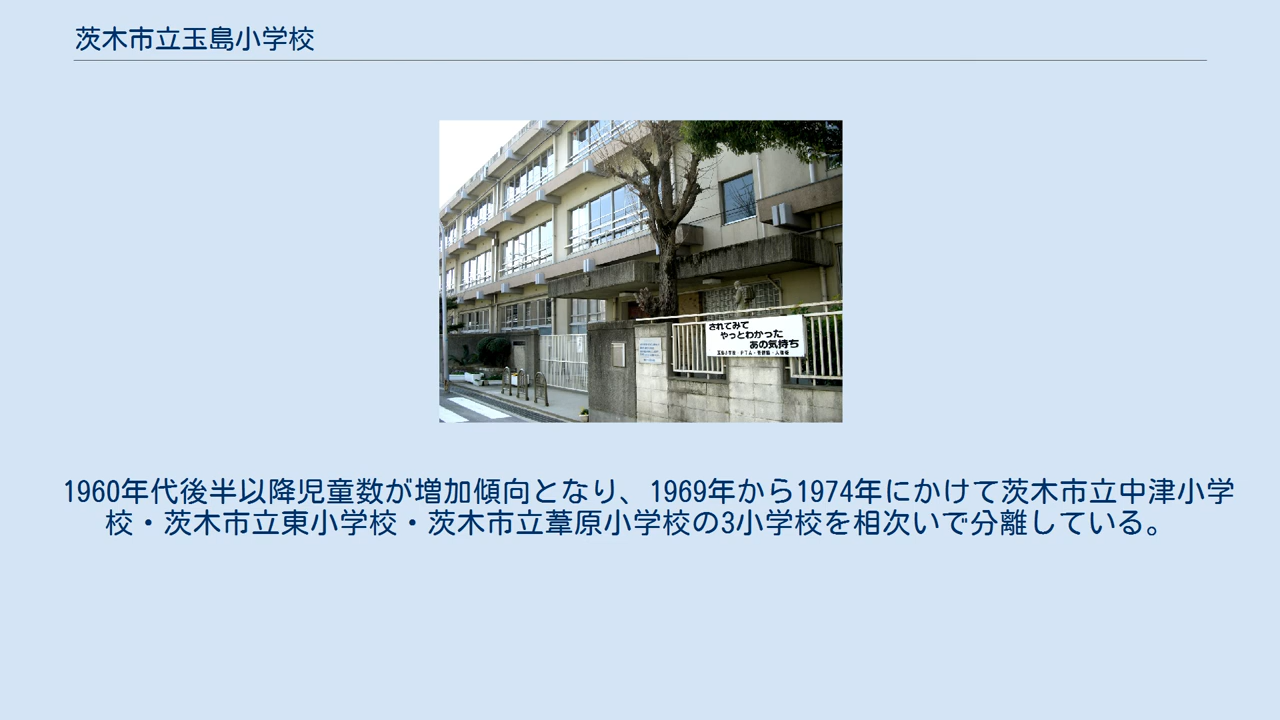 茨木市立玉島小学校
されてみて
やっとわかった
あの気持ち
1960年代後半以降児童数が増加傾向となり、1969年から1974年にかけて茨木市立中津小学
校・茨木市立東小学校・茨木市立葦原小学校の3小学校を相次いで分離している。